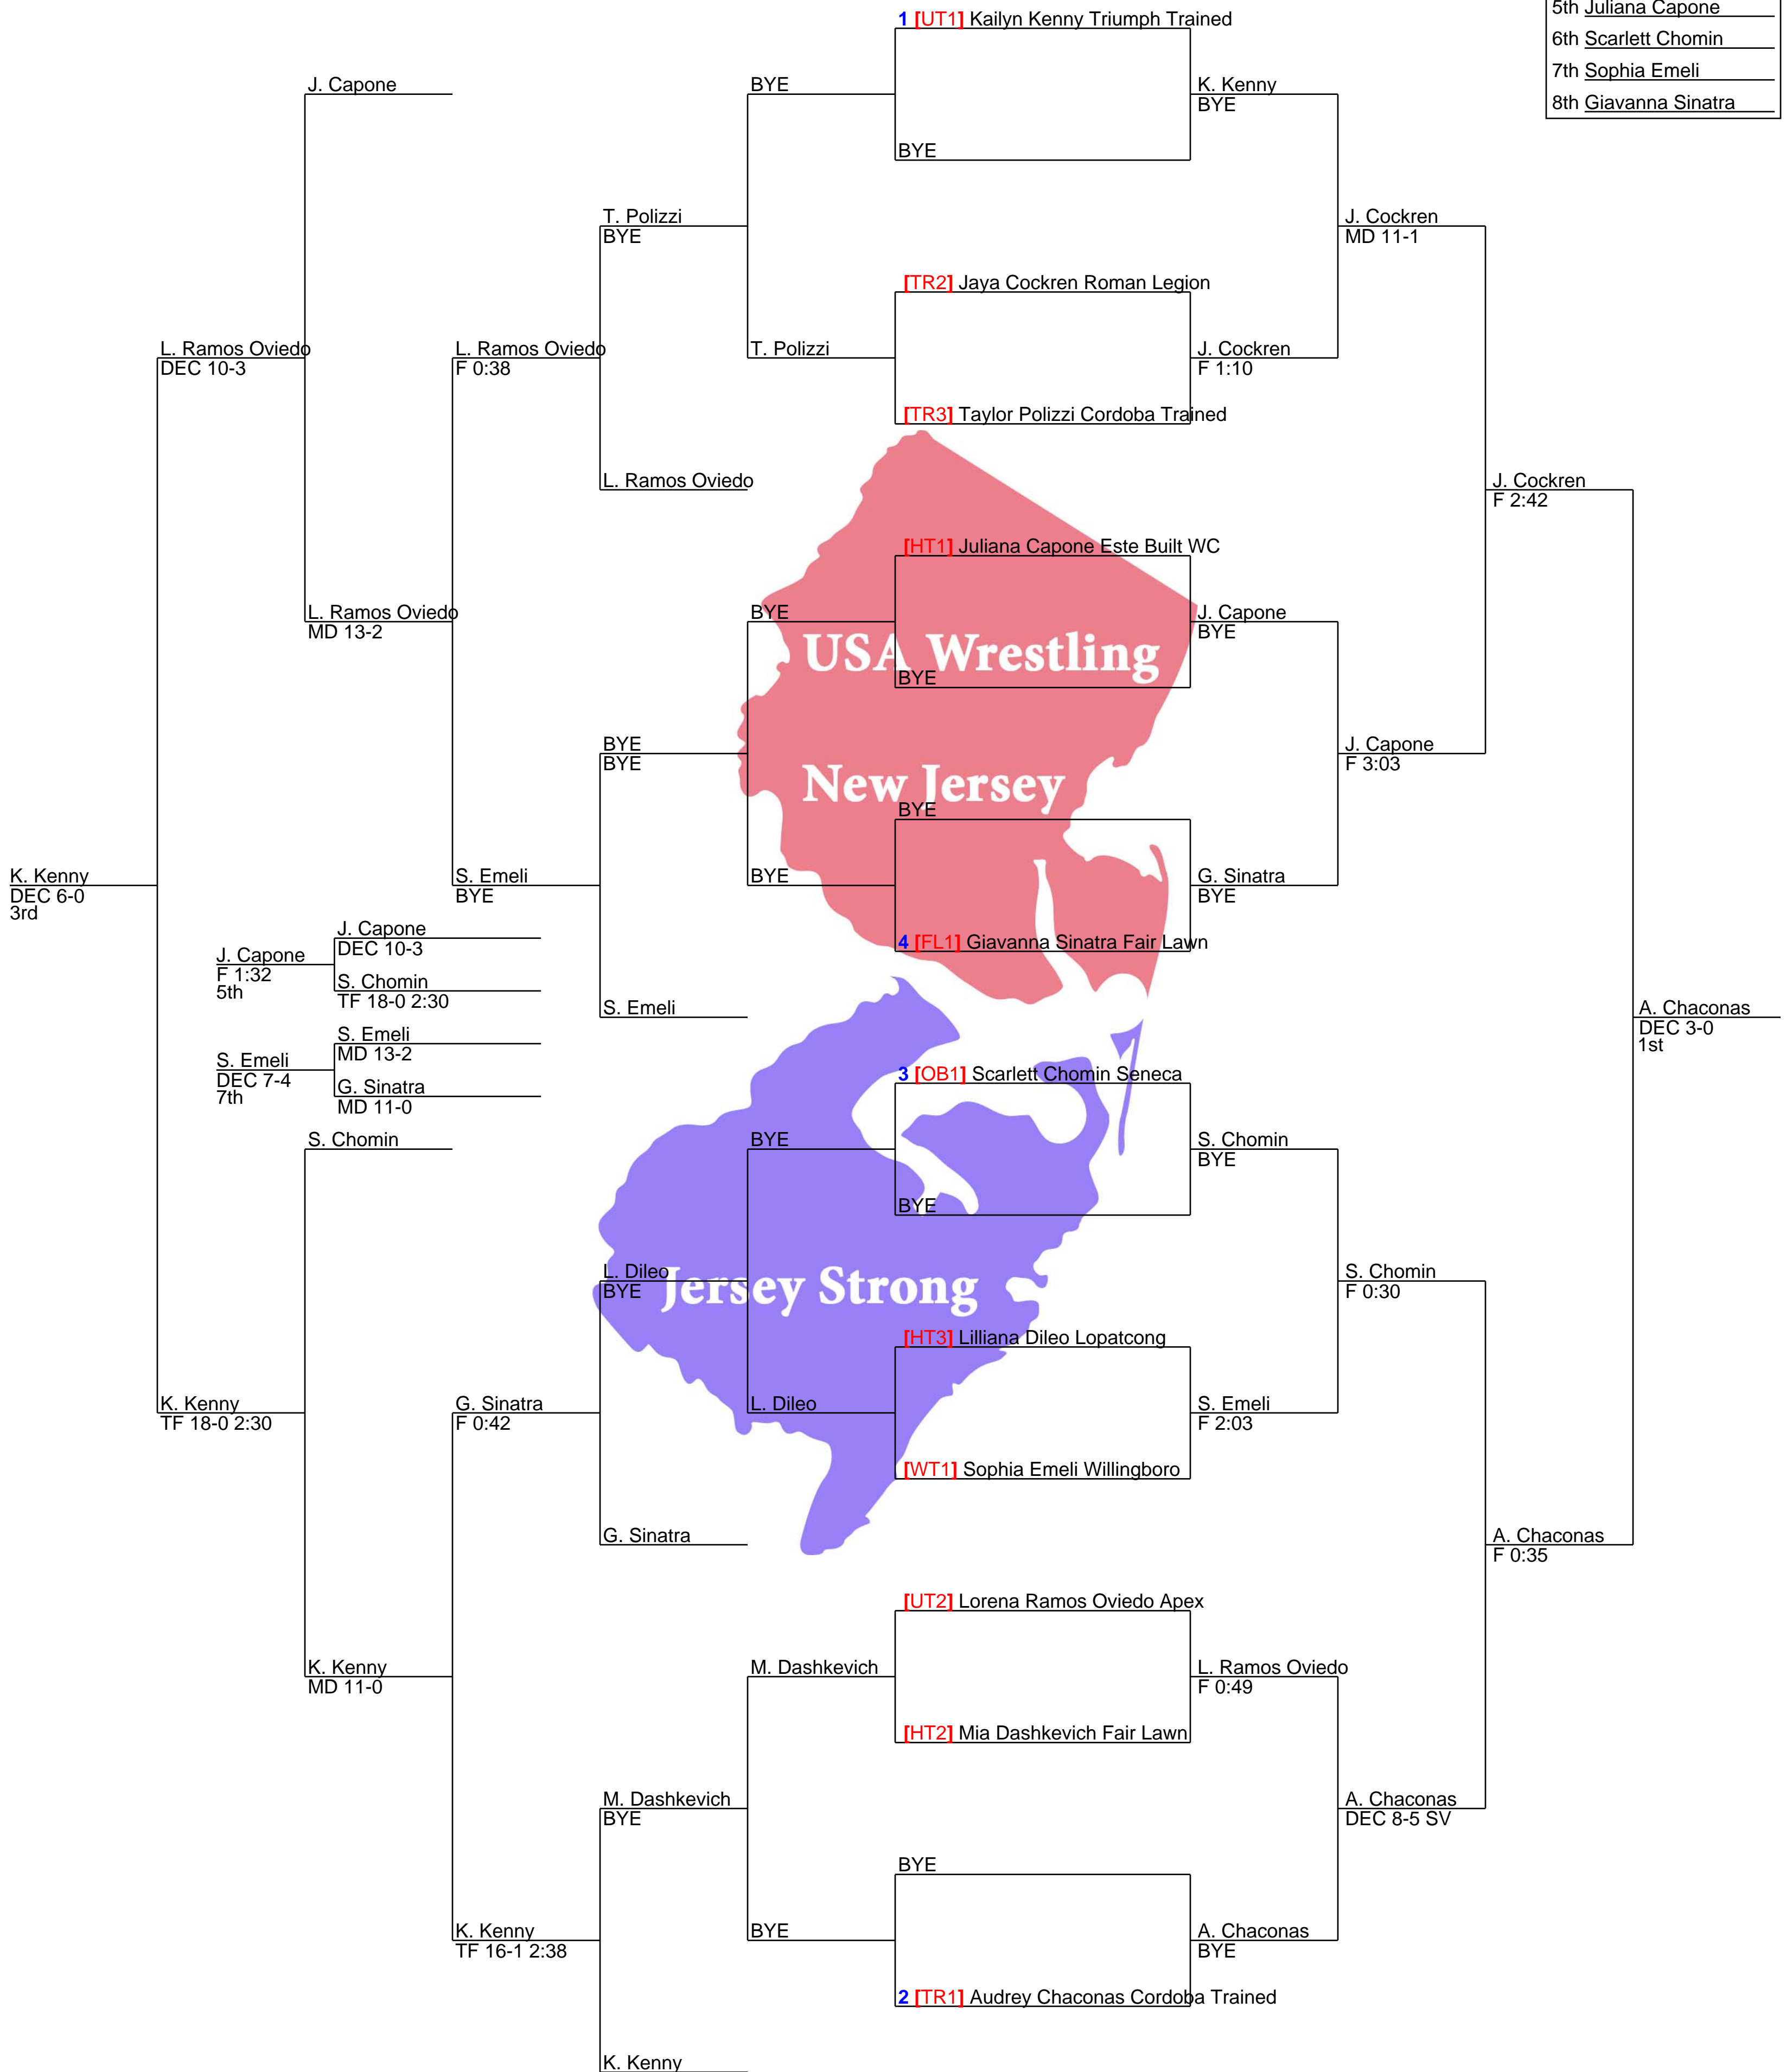 1 [UT1] Kailyn Kenny Triumph Trained
5th Juliana Capone
6th Scarlett Chomin
7th Sophia Emeli
8th Giavanna Sinatra
J. Capone
BYE
K. Kenny
BYE
BYE
T. Polizzi
BYE
J. Cockren
MD 11-1
[TR2] Jaya Cockren Roman Legion
L. Ramos Oviedo
DEC 10-3
L. Ramos Oviedo
F 0:38
T. Polizzi
J. Cockren
F 1:10
[TR3] Taylor Polizzi Cordoba Trained
L. Ramos Oviedo
J. Cockren
F 2:42
[HT1] Juliana Capone Este Built WC
L. Ramos Oviedo
MD 13-2
BYE
J. Capone
BYE
USA Wrestling
BYE
BYE
BYE
J. Capone
F 3:03
New Jersey
BYE
K. Kenny
DEC 6-0
3rd
S. Emeli
BYE
BYE
G. Sinatra
BYE
J. Capone
DEC 10-3
4 [FL1] Giavanna Sinatra Fair Lawn
J. Capone
F 1:32
5th
S. Chomin
TF 18-0 2:30
S. Emeli
A. Chaconas
DEC 3-0
1st
S. Emeli
MD 13-2
S. Emeli
DEC 7-4
7th
G. Sinatra
MD 11-0
3 [OB1] Scarlett Chomin Seneca
S. Chomin
BYE
S. Chomin
BYE
BYE
L. Dileo
BYE
Jersey Strong
S. Chomin
F 0:30
[HT3] Lilliana Dileo Lopatcong
K. Kenny
TF 18-0 2:30
G. Sinatra
F 0:42
L. Dileo
S. Emeli
F 2:03
[WT1] Sophia Emeli Willingboro
G. Sinatra
A. Chaconas
F 0:35
[UT2] Lorena Ramos Oviedo Apex
K. Kenny
MD 11-0
M. Dashkevich
L. Ramos Oviedo
F 0:49
[HT2] Mia Dashkevich Fair Lawn
M. Dashkevich
BYE
A. Chaconas
DEC 8-5 SV
BYE
K. Kenny
TF 16-1 2:38
BYE
A. Chaconas
BYE
2 [TR1] Audrey Chaconas Cordoba Trained
K. Kenny